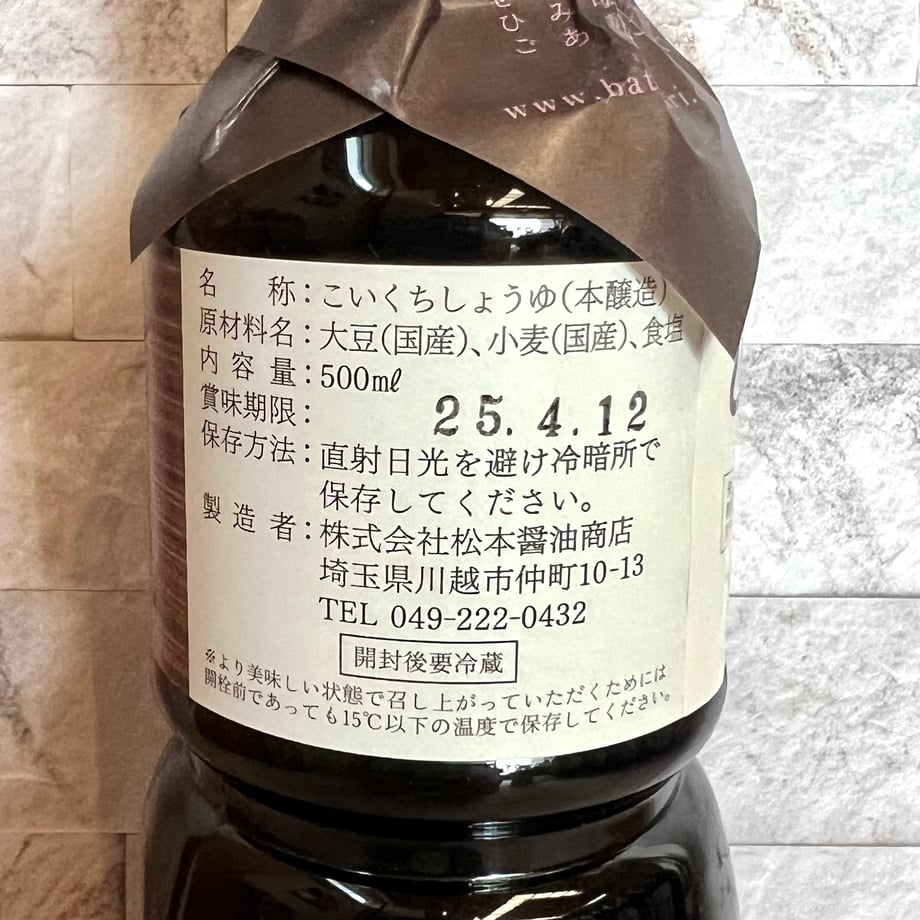 ひご
みあ
www.bat
ri.
名称：こいくちしょうゆ(本醸造)
原材料名：大豆(国産)、小麦(国産)、食塩
内容量：500mℓ
賞味期限：25.4.12
保存方法：直射日光を避け冷暗所で
保存してください。
製造者：株式会社松本醤油商店
埼玉県川越市仲町10-13
TEL 049-222-0432
開封後要冷蔵
※より美味しい状態で召し上がっていただくためには
開栓前であっても15℃以下の温度で保存してください。